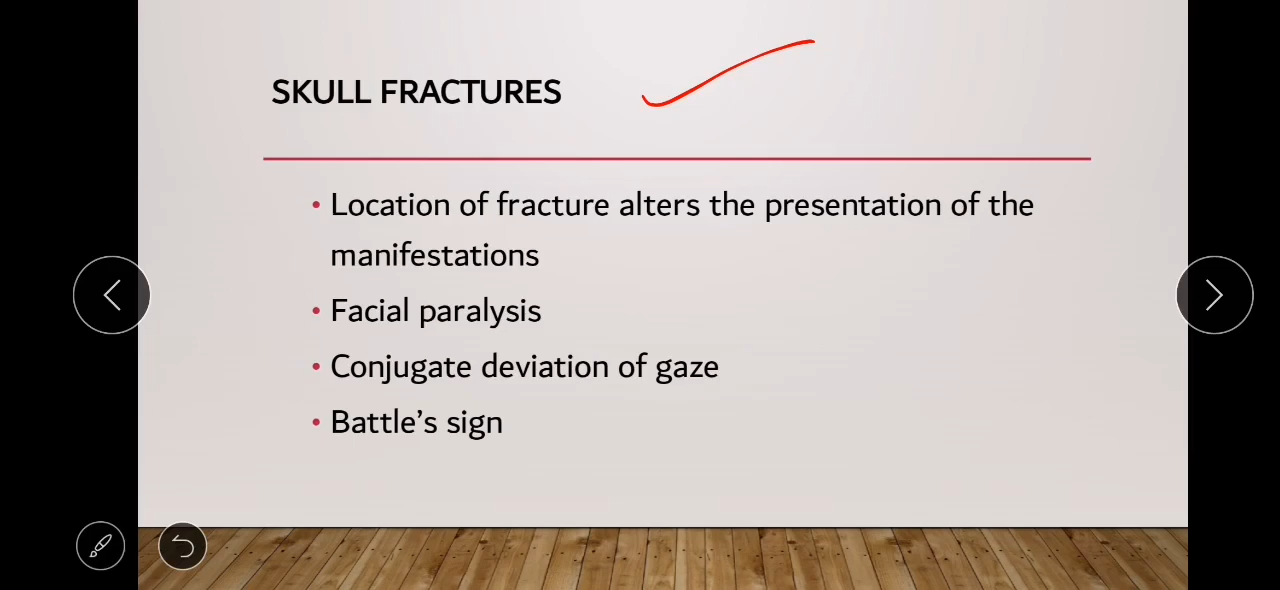 SKULL FRACTURES
• Location of fracture alters the presentation of the
manifestations
• Facial paralysis
• Conjugate deviation of gaze
• Battle’s sign